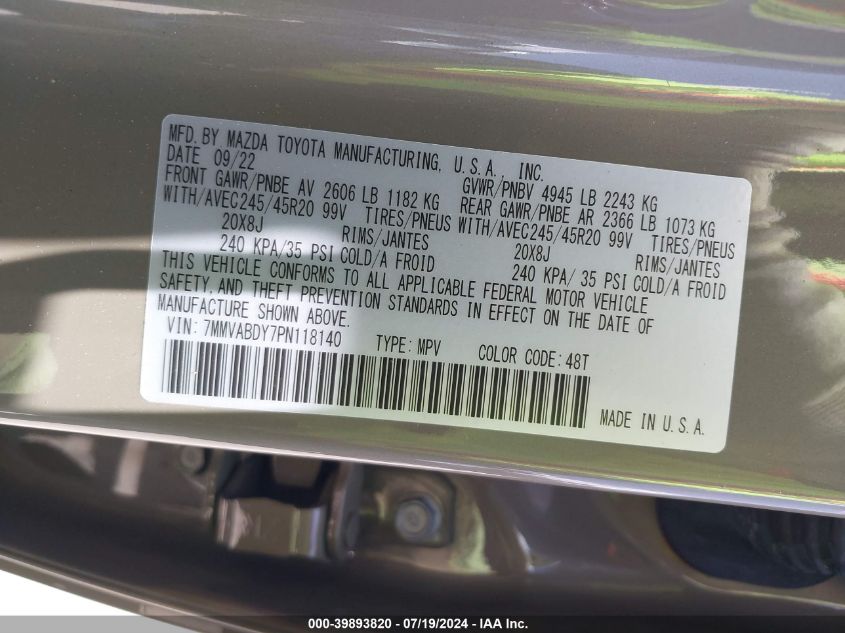 MFD. BY MAZDA TOYOTA MANUFACTURING, U.S.A., INC.
DATE 09/22 GVWR/PNBV 4945 LB 2243 KG
FRONT GAWR/PNBE AV 2606 LB 1182 KG REAR GAWR/PNBE AR 2366 LB 1073 KG
WITH/AVEC245/45R20 99V TIRES/PNEUS WITH/AVEC245/45R20 99V TIRES/PNEUS
20X8J RIMS/JANTES 20X8J RIMS/JANTES
240 KPA/35 PSI COLD/A FROID 240 KPA/ 35 PSI COLD/A FROID
THIS VEHICLE CONFORMS TO ALL APPLICABLE FEDERAL MOTOR VEHICLE
SAFETY, AND THEFT PREVENTION STANDARDS IN EFFECT ON THE DATE OF
MANUFACTURE SHOWN ABOVE.
VIN: 7MMVABDY7PN118140 TYPE: MPV COLOR CODE: 48T
MADE IN U.S.A.
000-39893820 - 07/19/2024 - IAA Inc.